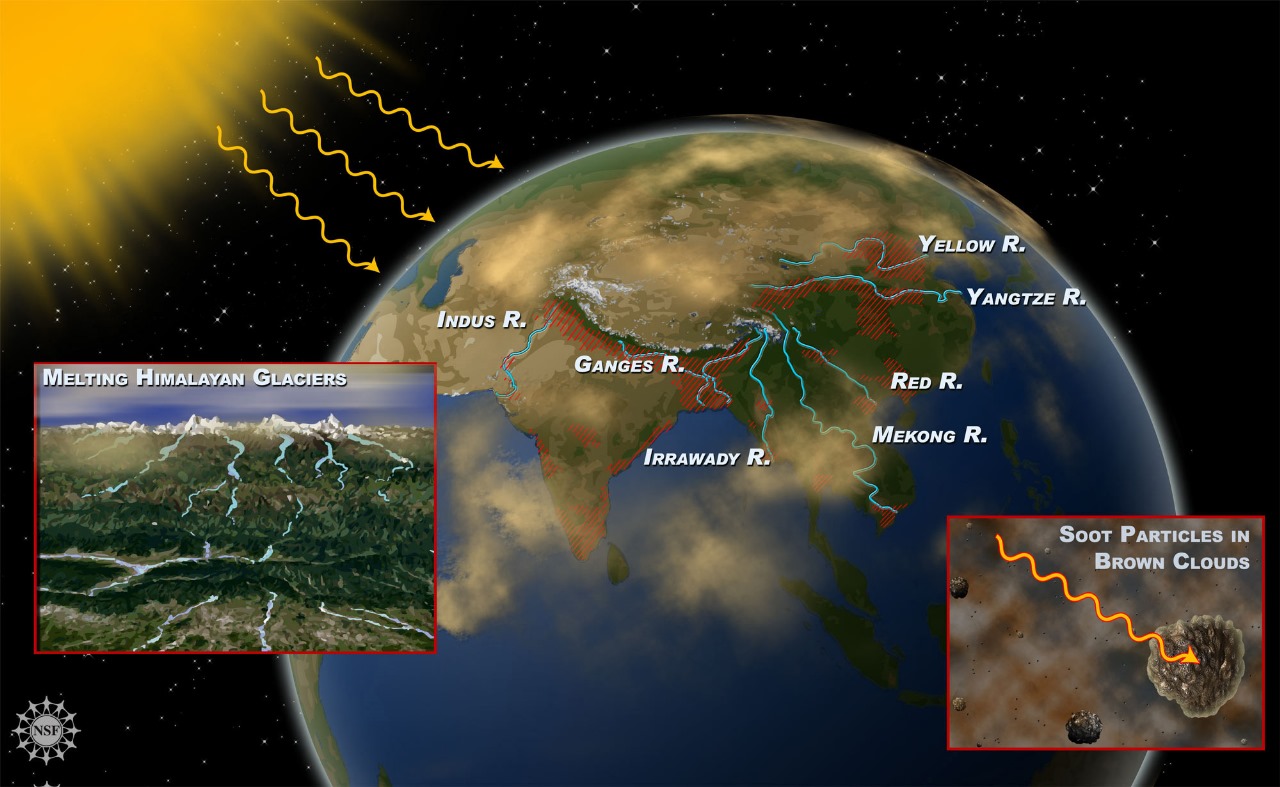 Yellow R.
Yangtze R.
Indus R.
Ganges R.
Melting Himalayan Glaciers
Red R.
Mekong R.
Irrawady R.
Soot Particles in
Brown Clouds
NSF